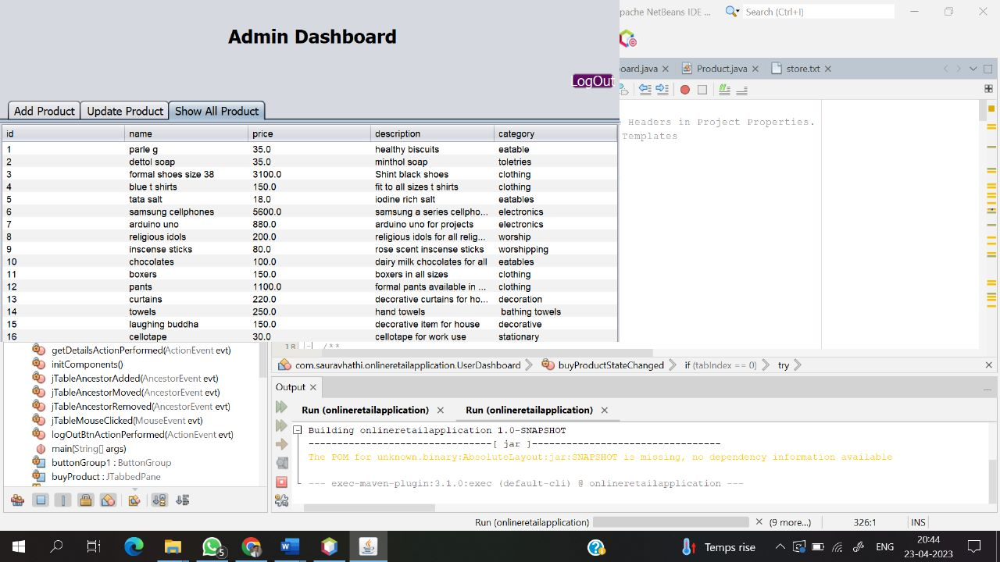 Admin Dashboard
LogOut
Add Product Update Product Show All Product
id name price description category
1 parle g 35.0 healthy biscuits eatable
2 dettol soap 35.0 minthol soap toletries
3 formal shoes size 38 3100.0 Shint black shoes clothing
4 blue t shirts 150.0 fit to all sizes t shirts clothing
5 tata salt 18.0 iodine rich salt eatables
6 samsung cellphones 5600.0 samsung a series cellpho... electronics
7 arduino uno 880.0 arduino uno for projects electronics
8 religious idols 200.0 religious idols for all relig... worship
9 inscense sticks 80.0 rose scent inscense sticks worshipping
10 chocolates 100.0 dairy milk chocolates for all eatables
11 boxers 150.0 boxers in all sizes clothing
12 pants 1100.0 formal pants available in ... clothing
13 curtains 220.0 decorative curtains for ho... decoration
14 towels 250.0 hand towels bathing towels
15 laughing buddha 150.0 decorative item for house decorative
16 cellotape 30.0 cellotape for work use stationary
pache NetBeans IDE ... Search (Ctrl+I)
oard.java Product.java store.txt
Headers in Project Properties.
Templates
18 /**
getDetailsActionPerformed(ActionEvent evt)
initComponents()
jTableAncestorAdded(AncestorEvent evt)
jTableAncestorMoved(AncestorEvent evt)
jTableAncestorRemoved(AncestorEvent evt)
jTableMouseClicked(MouseEvent evt)
logOutBtnActionPerformed(ActionEvent evt)
main(String[] args)
buttonGroup1 : ButtonGroup
buyProduct : JTabbedPane
com.sauravhathi.onlineretailapplication.UserDashboard buyProductStateChanged if (tabIndex == 0) try
Output
Run (onlineretailapplication) Run (onlineretailapplication)
Building onlineretailapplication 1.0-SNAPSHOT
--------------------------------[ jar ]---------------------------------
The POM for unknown.binary:AbsoluteLayout:jar:SNAPSHOT is missing, no dependency information available
--- exec-maven-plugin:3.1.0:exec (default-cli) @ onlineretailapplication ---
Run (onlineretailapplication) (9 more...) 326:1 INS
5 Temps rise ENG 20:44
23-04-2023